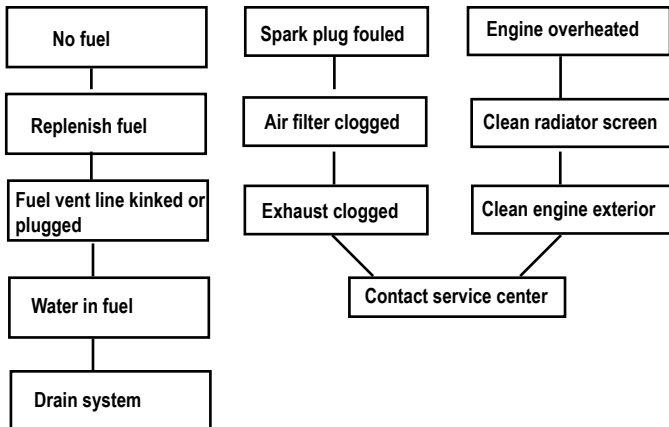 No fuel
Replenish fuel
Fuel vent line kinked or
plugged
Water in fuel
Drain system
Spark plug fouled
Air filter clogged
Exhaust clogged
Engine overheated
Clean radiator screen
Clean engine exterior
Contact service center